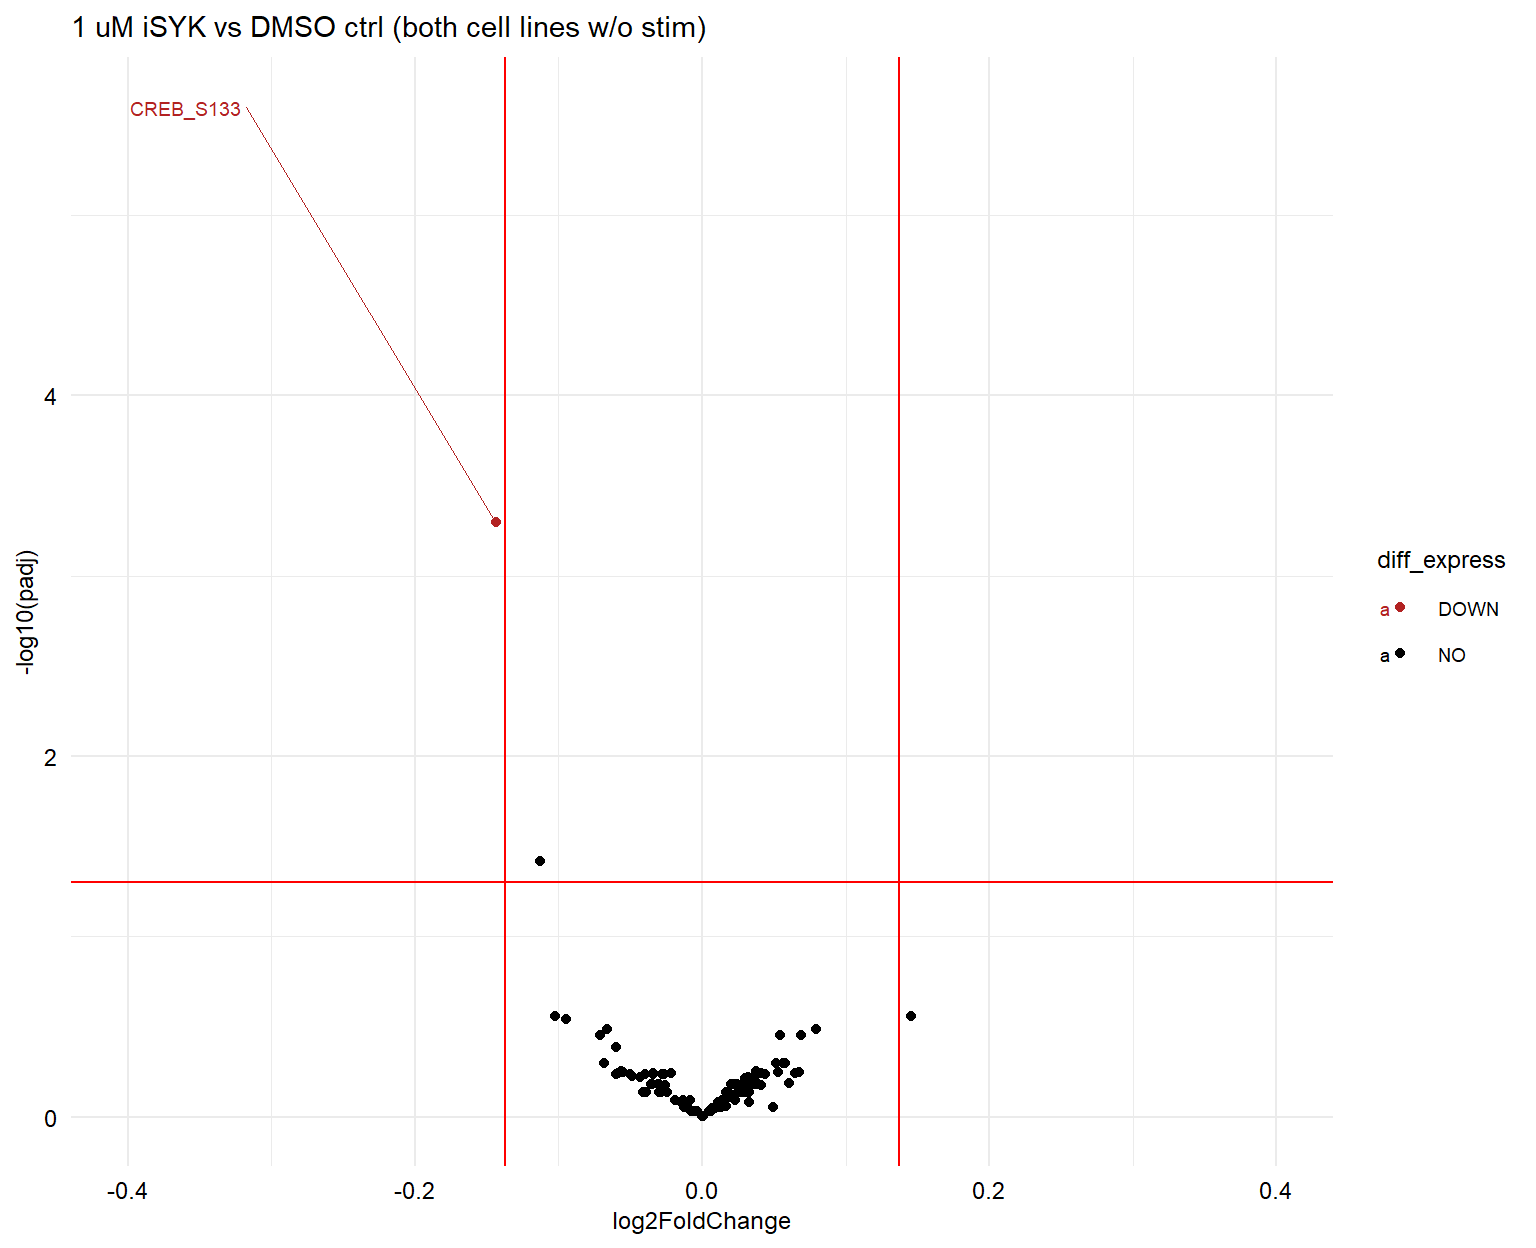 1 uM iSYK vs DMSO ctrl (both cell lines w/o stim)
CREB_S133
4
2
0
-log10(padj)
-0.4
-0.2
0.0
0.2
0.4
log2FoldChange
diff_express
a DOWN
a NO